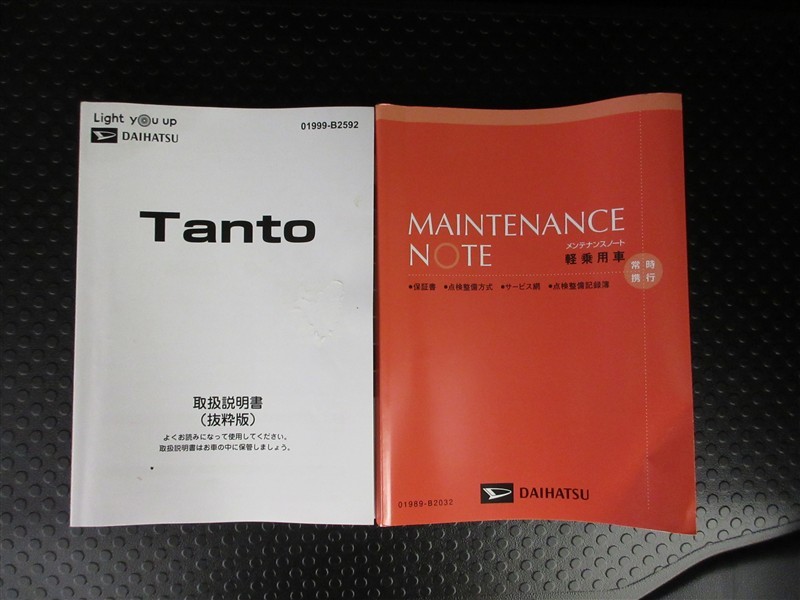 Light you up
DAIHATSU
01999-B2592
Tanto
取扱説明書
（抜粋版）
よくお読みになって使用してください。
取扱説明書はお車の中に保管しましょう。
MAINTENANCE
NOTE
メンテナンスノート
軽乗用車
常時
携行
●保証書 ●点検整備方式 ●サービス網 ●点検整備記録簿
01989-B2032
DAIHATSU